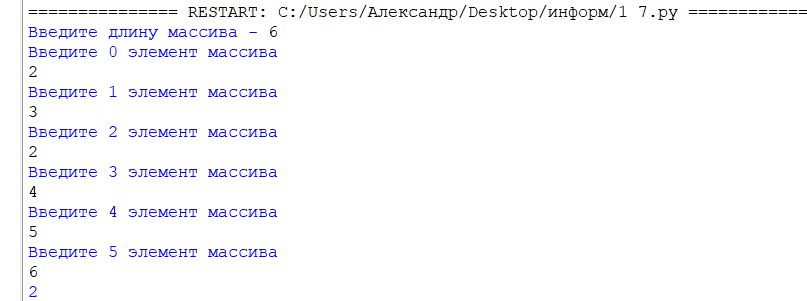 =============== RESTART: C:/Users/Александр/Desktop/информ/1 7.py ============
Введите длину массива - 6
Введите 0 элемент массива
2
Введите 1 элемент массива
3
Введите 2 элемент массива
2
Введите 3 элемент массива
4
Введите 4 элемент массива
5
Введите 5 элемент массива
6
2